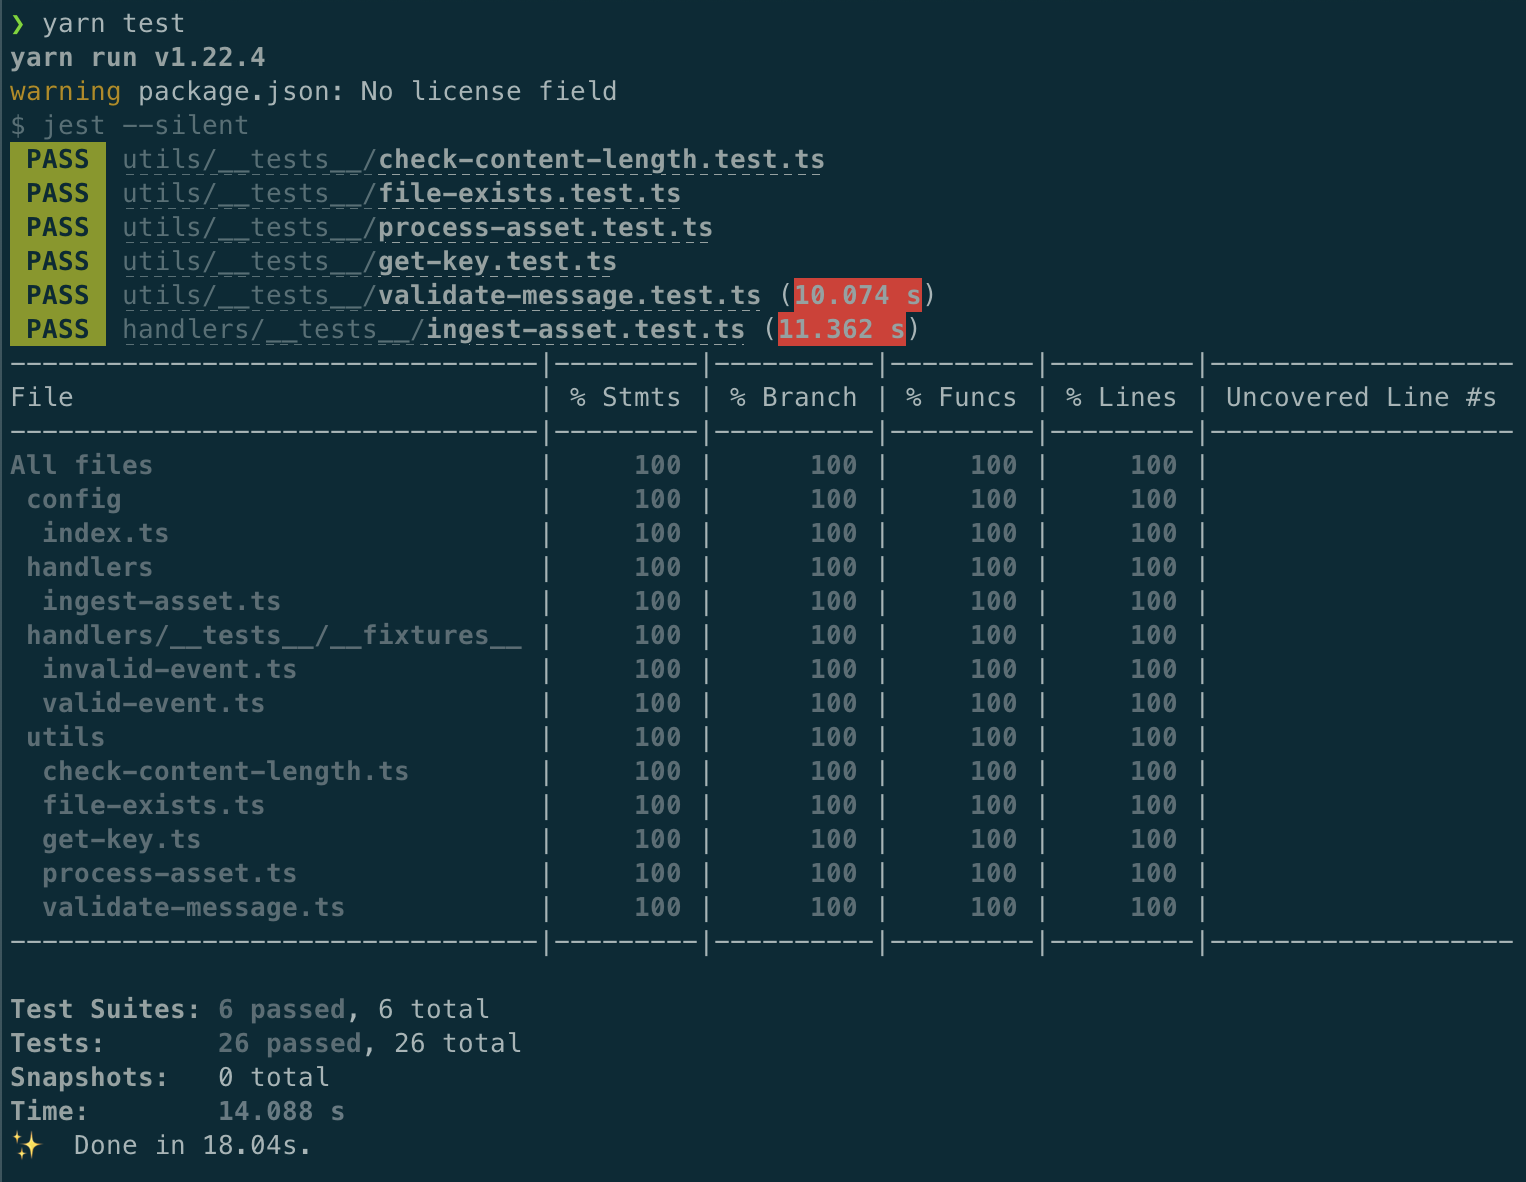 ❯ yarn test
yarn run v1.22.4
warning package.json: No license field
$ jest --silent
PASS utils/__tests__/check-content-length.test.ts
PASS utils/__tests__/file-exists.test.ts
PASS utils/__tests__/process-asset.test.ts
PASS utils/__tests__/get-key.test.ts
PASS utils/__tests__/validate-message.test.ts (10.074 s)
PASS handlers/__tests__/ingest-asset.test.ts (11.362 s)
---------------------------------|---------|----------|---------|---------|-------------------
File                             | % Stmts | % Branch | % Funcs | % Lines | Uncovered Line #s
---------------------------------|---------|----------|---------|---------|-------------------
All files                        |     100 |      100 |     100 |     100 |
 config                          |     100 |      100 |     100 |     100 |
  index.ts                       |     100 |      100 |     100 |     100 |
 handlers                        |     100 |      100 |     100 |     100 |
  ingest-asset.ts                |     100 |      100 |     100 |     100 |
 handlers/__tests__/__fixtures__ |     100 |      100 |     100 |     100 |
  invalid-event.ts               |     100 |      100 |     100 |     100 |
  valid-event.ts                 |     100 |      100 |     100 |     100 |
 utils                           |     100 |      100 |     100 |     100 |
  check-content-length.ts        |     100 |      100 |     100 |     100 |
  file-exists.ts                 |     100 |      100 |     100 |     100 |
  get-key.ts                     |     100 |      100 |     100 |     100 |
  process-asset.ts               |     100 |      100 |     100 |     100 |
  validate-message.ts            |     100 |      100 |     100 |     100 |
---------------------------------|---------|----------|---------|---------|-------------------
Test Suites: 6 passed, 6 total
Tests:       26 passed, 26 total
Snapshots:   0 total
Time:        14.088 s
✨  Done in 18.04s.